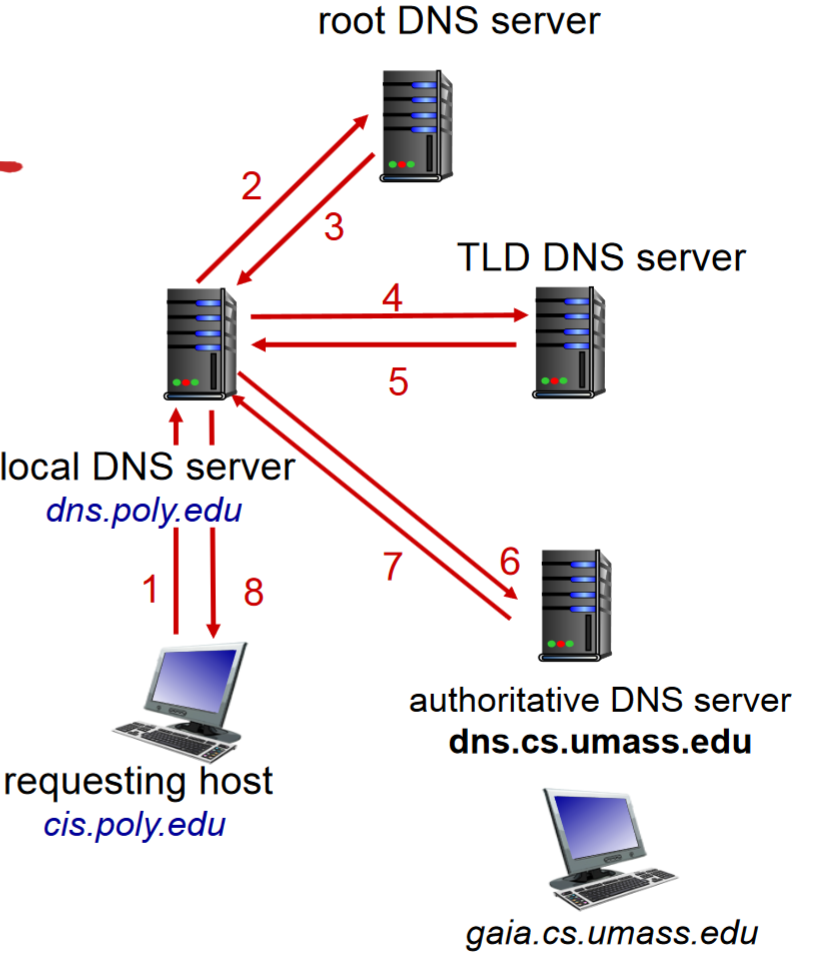 root DNS server
2
3
TLD DNS server
4
5
local DNS server
dns.poly.edu
1
8
7
6
requesting host
cis.poly.edu
authoritative DNS server
dns.cs.umass.edu
gaia.cs.umass.edu